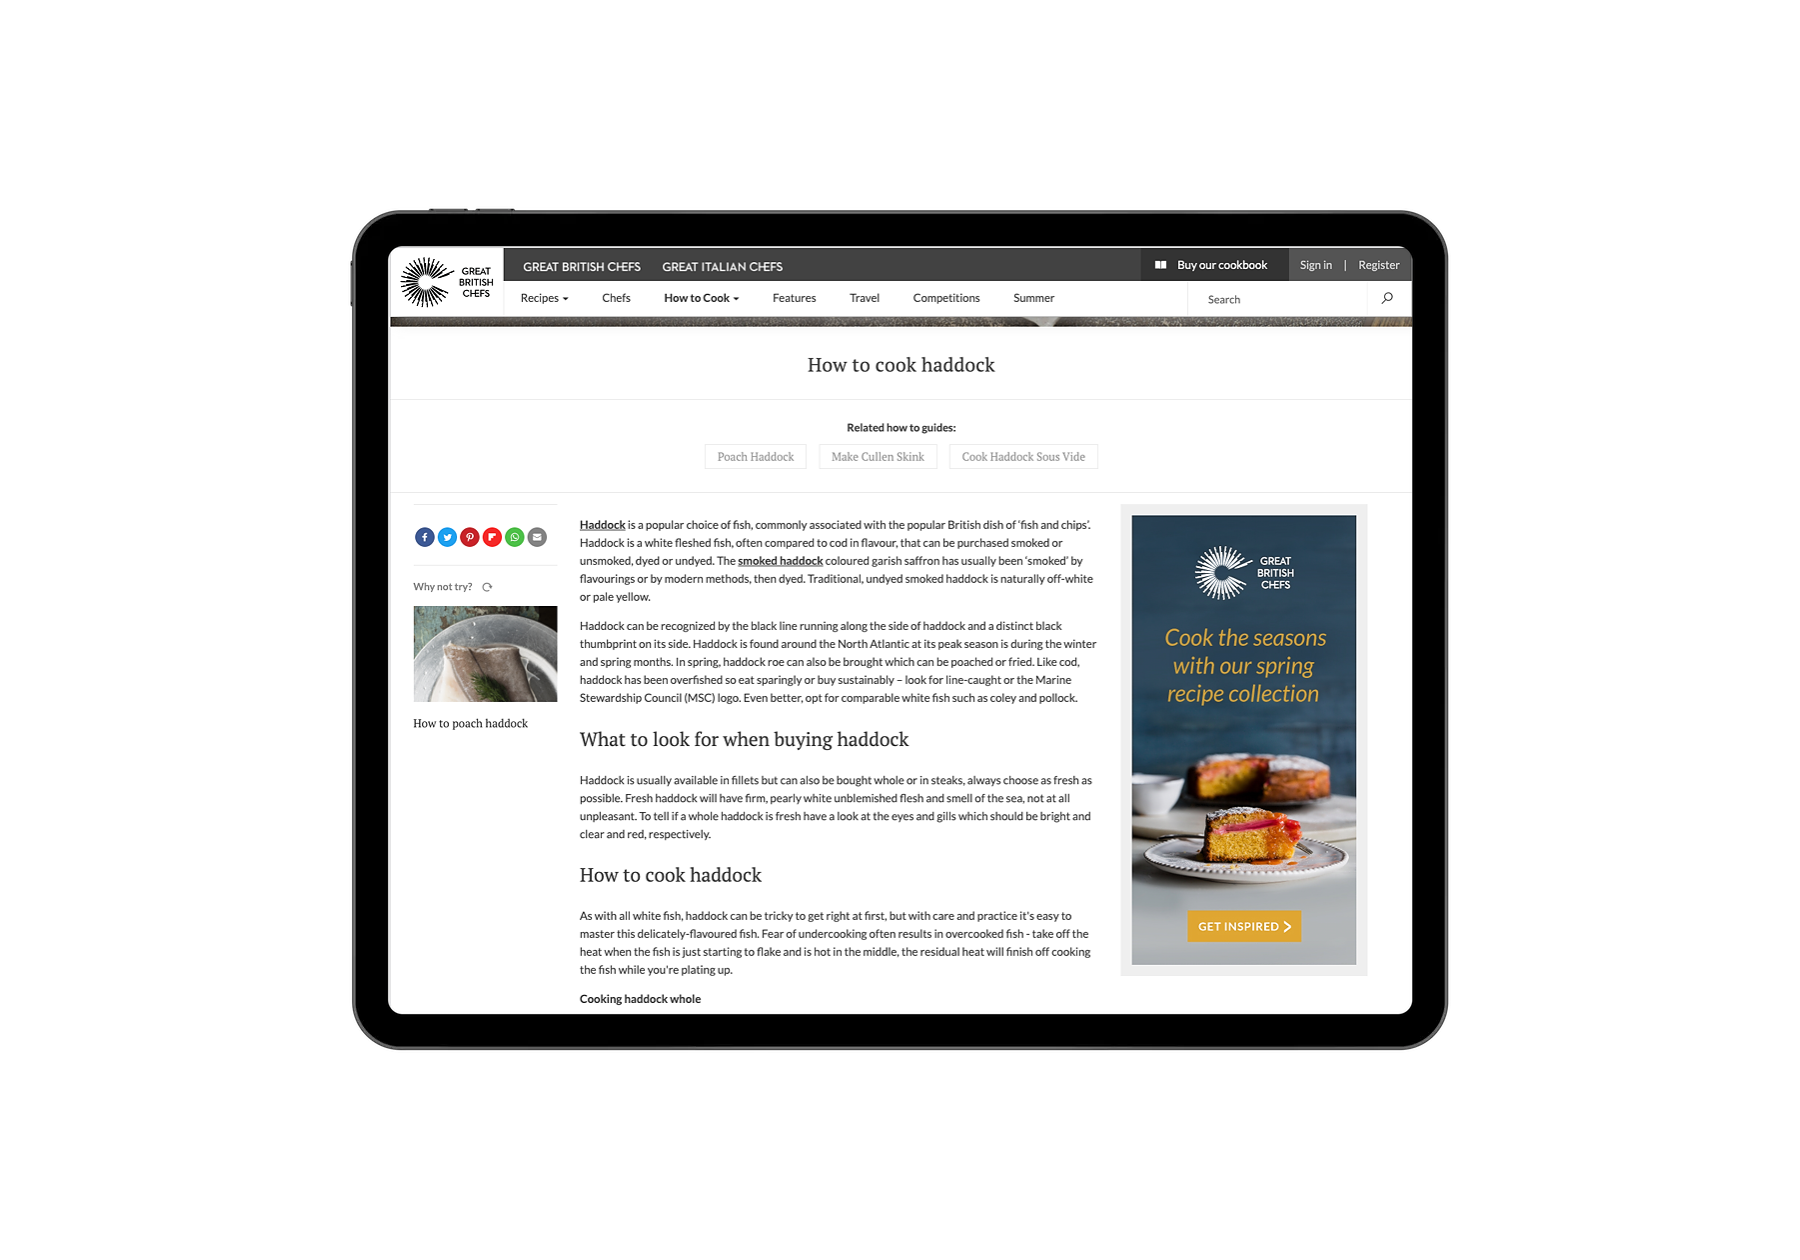 GREAT
BRITISH
CHEFS
GREAT BRITISH CHEFS GREAT ITALIAN CHEFS
Buy our cookbook
Sign in | Register
Recipes Chefs How to Cook Features Travel Competitions Summer
Search
How to cook haddock
Related how to guides:
Poach Haddock Make Cullen Skink Cook Haddock Sous Vide
Why not try?
How to poach haddock
Haddock is a popular choice of fish, commonly associated with the popular British dish of ‘fish and chips’.
Haddock is a white fleshed fish, often compared to cod in flavour, that can be purchased smoked or
unsmoked, dyed or undyed. The smoked haddock coloured garish saffron has usually been ‘smoked’ by
flavourings or by modern methods, then dyed. Traditional, undyed smoked haddock is naturally off-white
or pale yellow.
Haddock can be recognized by the black line running along the side of haddock and a distinct black
thumbprint on its side. Haddock is found around the North Atlantic at its peak season is during the winter
and spring months. In spring, haddock roe can also be brought which can be poached or fried. Like cod,
haddock has been overfished so eat sparingly or buy sustainably – look for line-caught or the Marine
Stewardship Council (MSC) logo. Even better, opt for comparable white fish such as coley and pollock.
What to look for when buying haddock
Haddock is usually available in fillets but can also be bought whole or in steaks, always choose as fresh as
possible. Fresh haddock will have firm, pearly white unblemished flesh and smell of the sea, not at all
unpleasant. To tell if a whole haddock is fresh have a look at the eyes and gills which should be bright and
clear and red, respectively.
How to cook haddock
As with all white fish, haddock can be tricky to get right at first, but with care and practice it's easy to
master this delicately-flavoured fish. Fear of undercooking often results in overcooked fish - take off the
heat when the fish is just starting to flake and is hot in the middle, the residual heat will finish off cooking
the fish while you're plating up.
Cooking haddock whole
GREAT
BRITISH
CHEFS
Cook the seasons
with our spring
recipe collection
GET INSPIRED